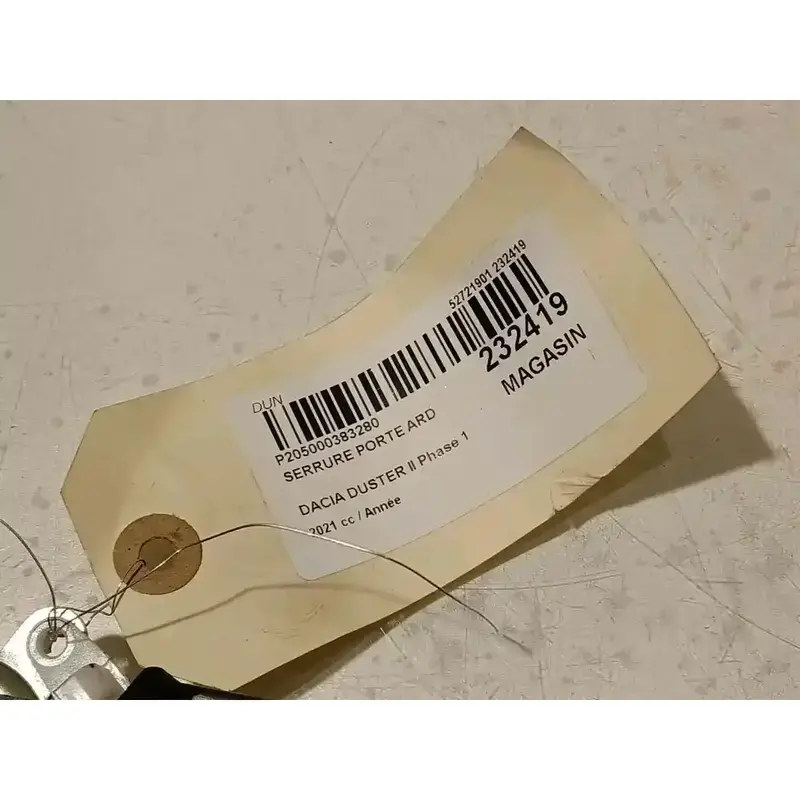 52721901 232419
DUN
232419
P205000383280
MAGASIN
SERRURE PORTE ARD
DACIA DUSTER II Phase 1
2021 cc / Année